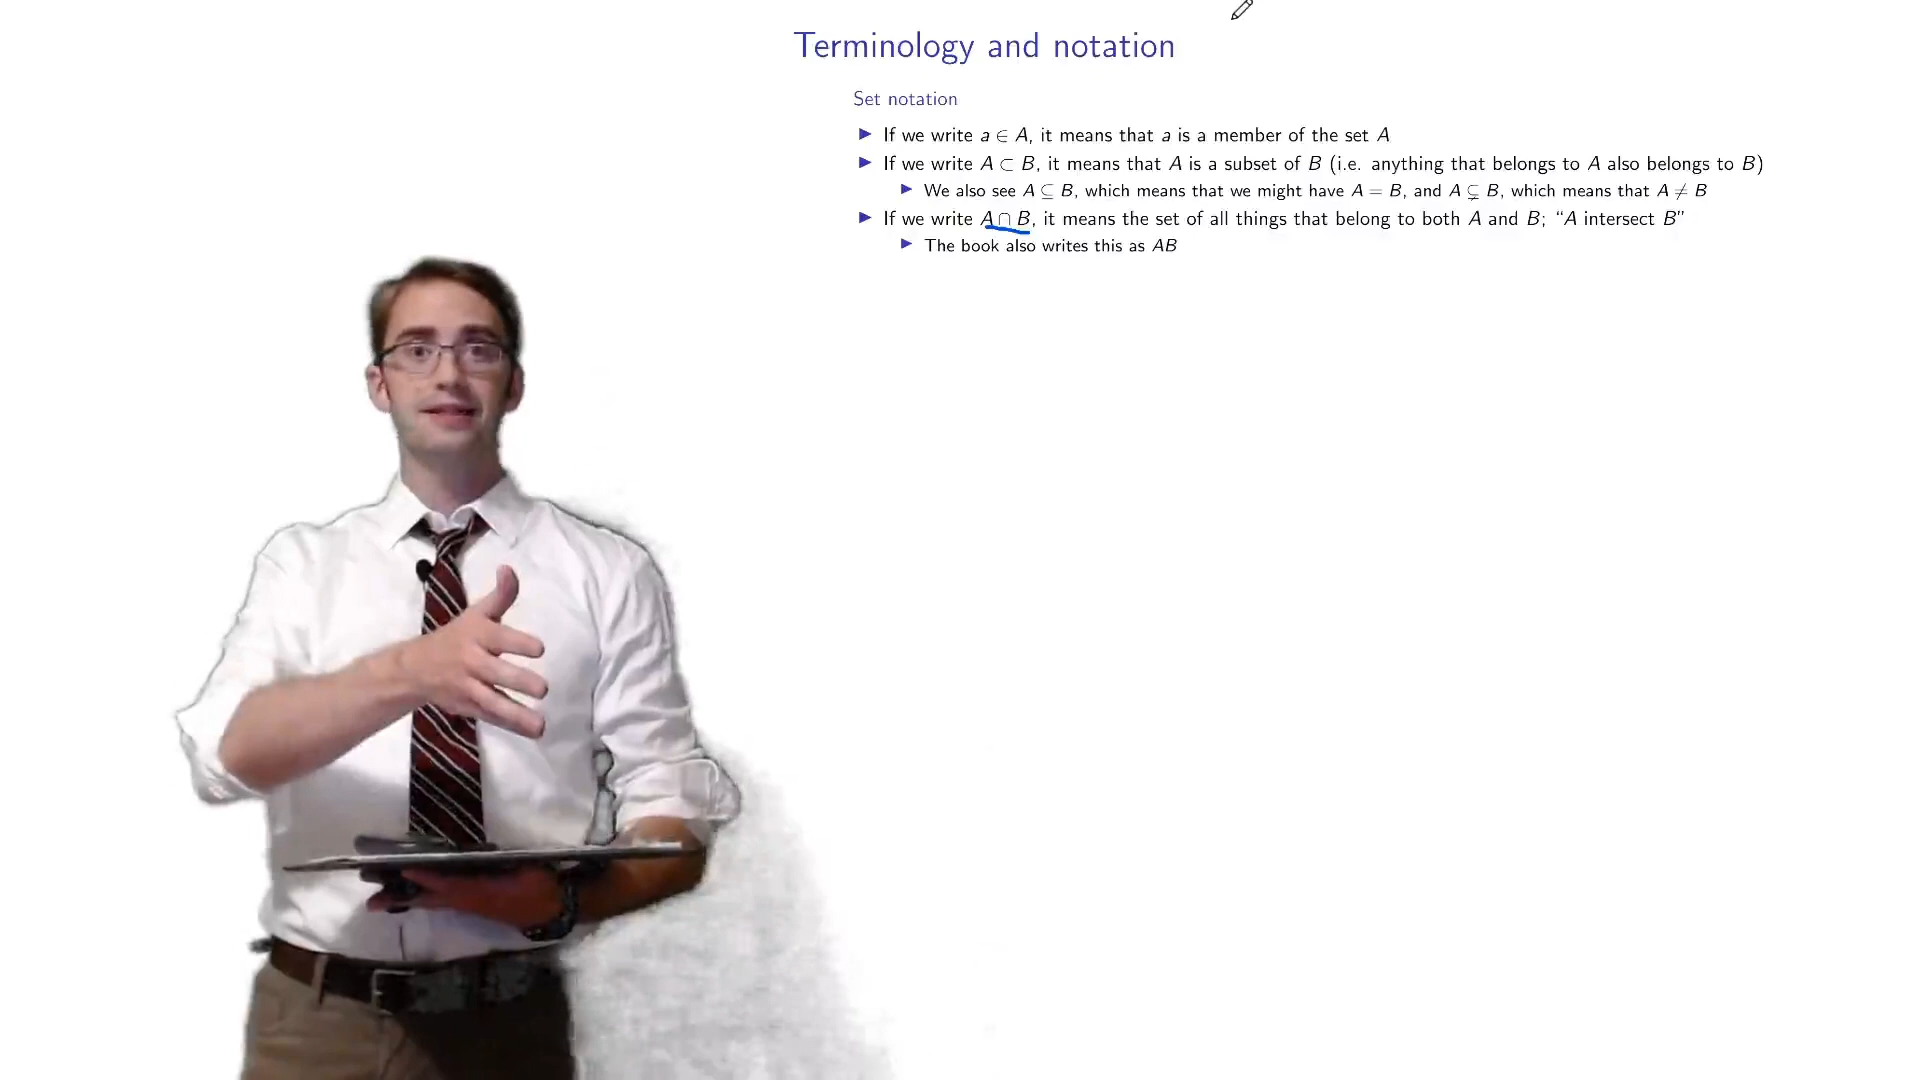 Terminology and notation
Set notation
▶ If we write a ∈ A, it means that a is a member of the set A
▶ If we write A ⊂ B, it means that A is a subset of B (i.e. anything that belongs to A also belongs to B)
▶ We also see A ⊆ B, which means that we might have A = B, and A ⊊ B, which means that A ≠ B
▶ If we write A ∩ B, it means the set of all things that belong to both A and B; “A intersect B”
▶ The book also writes this as AB